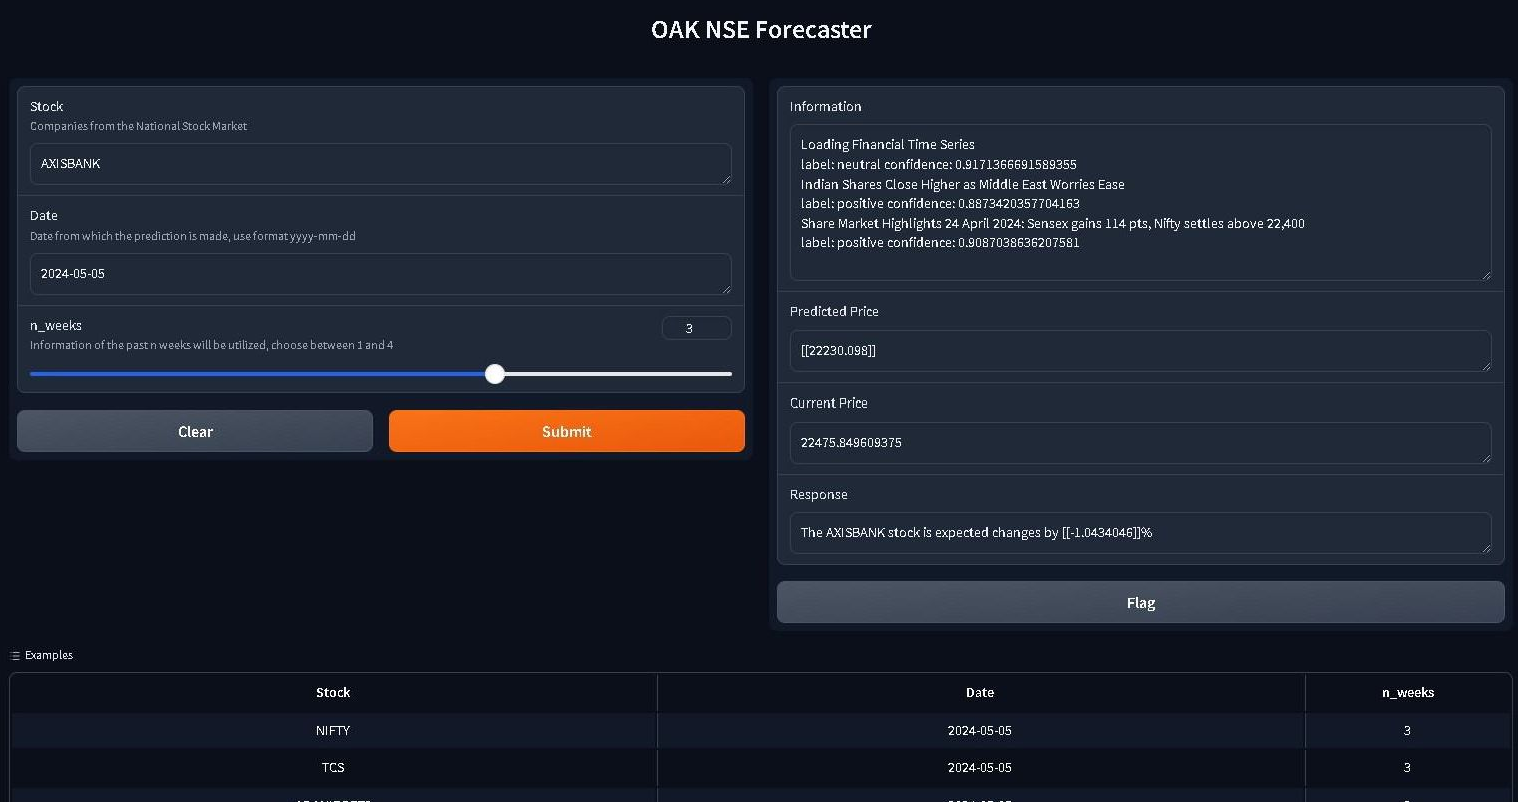 OAK NSE Forecaster
Stock
Companies from the National Stock Market
AXISBANK
Date
Date from which the prediction is made, use format yyyy-mm-dd
2024-05-05
n_weeks
3
Information of the past n weeks will be utilized, choose between 1 and 4
Clear
Submit
Information
Loading Financial Time Series
label: neutral confidence: 0.9171366691589355
Indian Shares Close Higher as Middle East Worries Ease
label: positive confidence: 0.8873420357704163
Share Market Highlights 24 April 2024: Sensex gains 114 pts, Nifty settles above 22,400
label: positive confidence: 0.9087038636207581
Predicted Price
[[22230.098]]
Current Price
22475.849609375
Response
The AXISBANK stock is expected changes by [[-1.0434046]]%
Flag
Examples
Stock Date n_weeks
NIFTY 2024-05-05 3
TCS 2024-05-05 3